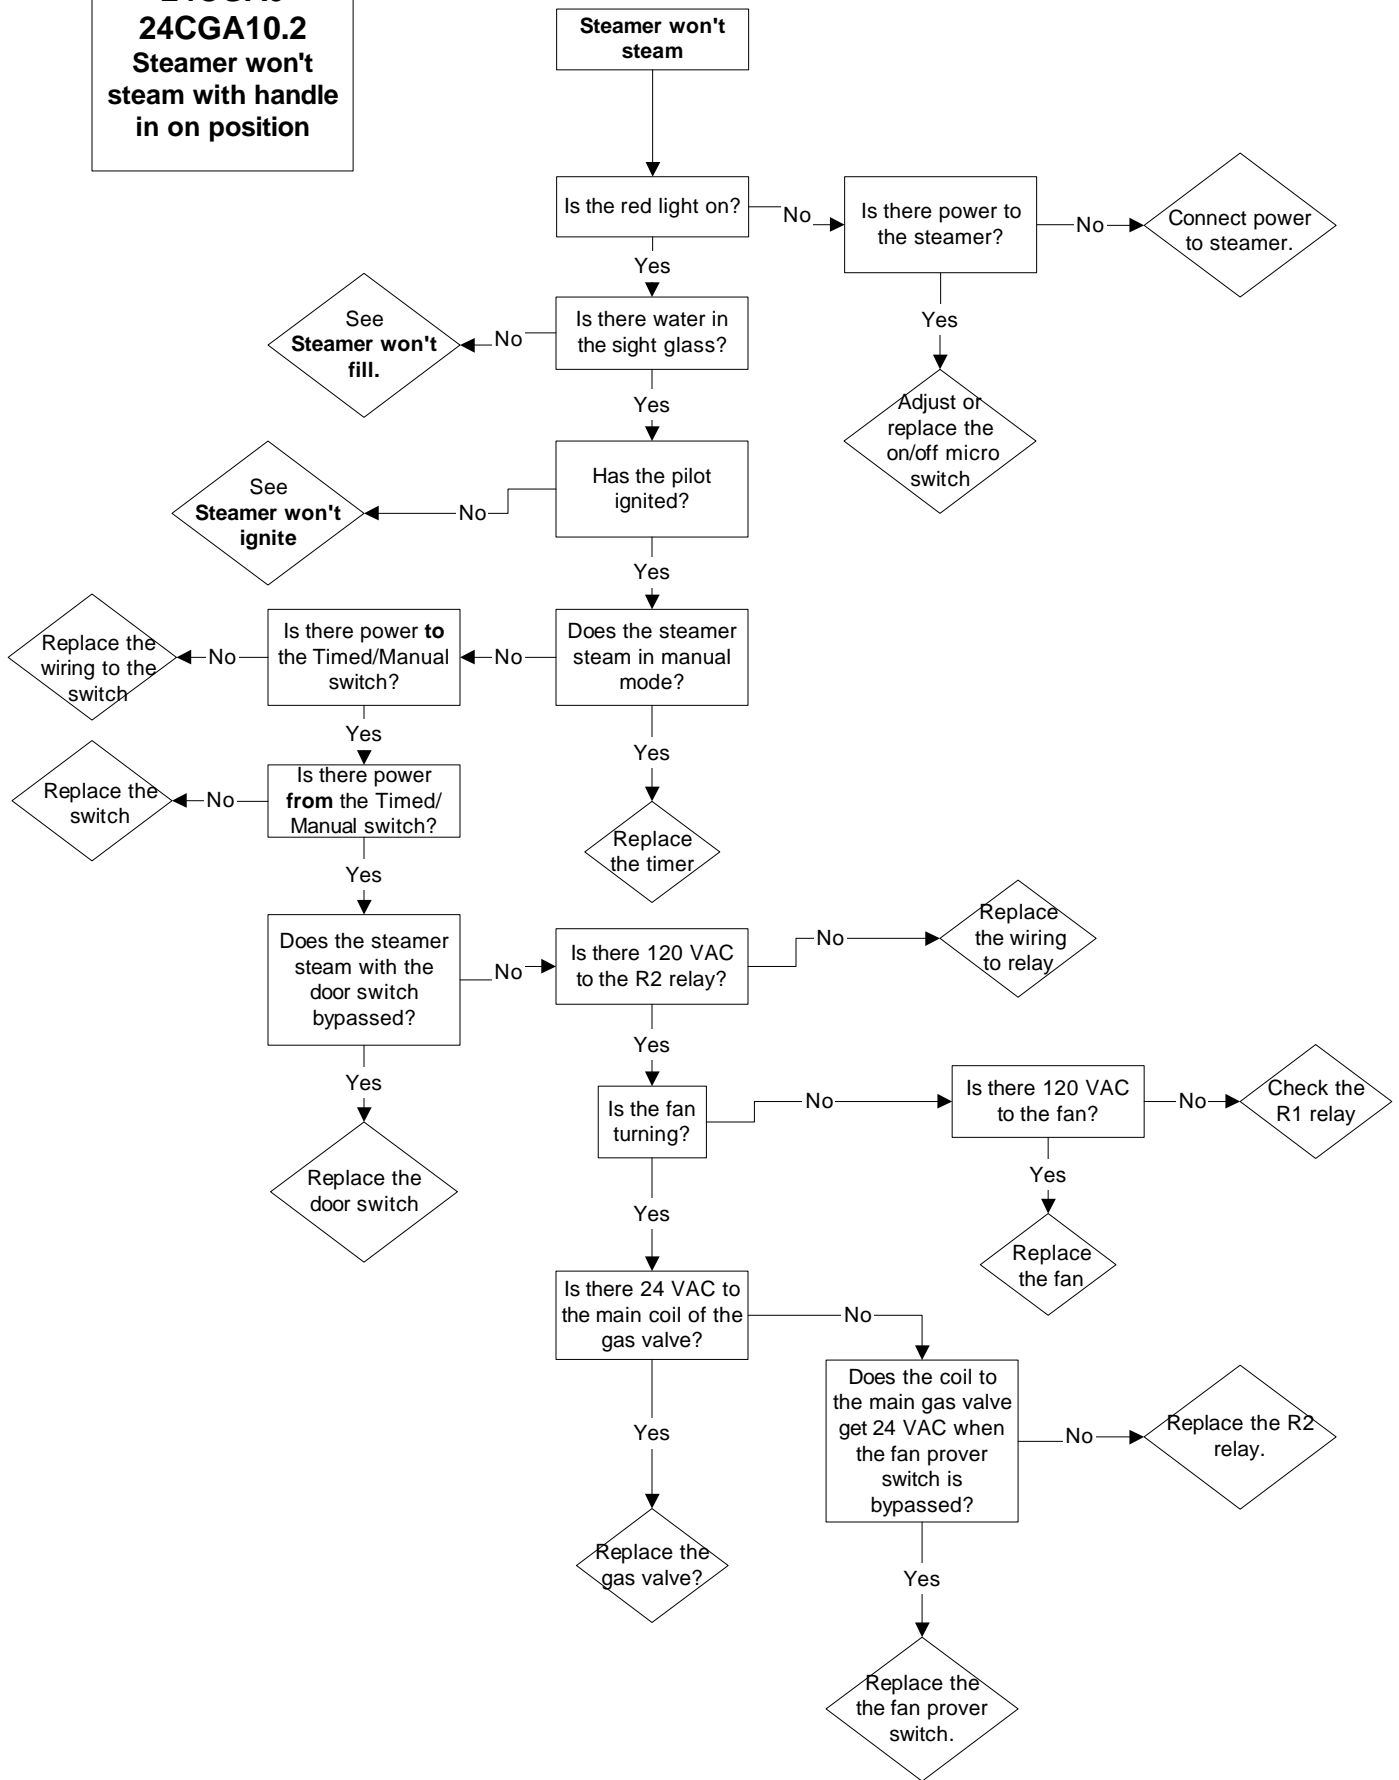 24CGA10.2
Steamer won't
steam with handle
in on position
Steamer won't
steam
Is the red light on?
No
Is there power to
the steamer?
No
Connect power
to steamer.
Yes
Yes
Adjust or
replace the
on/off micro
switch
Is there water in
the sight glass?
No
See
Steamer won't
fill.
Yes
Has the pilot
ignited?
No
See
Steamer won't
ignite
Yes
Does the steamer
steam in manual
mode?
No
Is there power to
the Timed/Manual
switch?
No
Replace the
wiring to the
switch
Yes
Yes
Replace
the timer
Is there power
from the Timed/
Manual switch?
No
Replace the
switch
Yes
Does the steamer
steam with the
door switch
bypassed?
No
Is there 120 VAC
to the R2 relay?
No
Replace
the wiring
to relay
Yes
Replace the
door switch
Yes
Is the fan
turning?
No
Is there 120 VAC
to the fan?
No
Check the
R1 relay
Yes
Replace
the fan
Yes
Is there 24 VAC to
the main coil of the
gas valve?
No
Does the coil to
the main gas valve
get 24 VAC when
the fan prover
switch is
bypassed?
No
Replace the R2
relay.
Yes
Replace the
gas valve?
Yes
Replace the
the fan prover
switch.